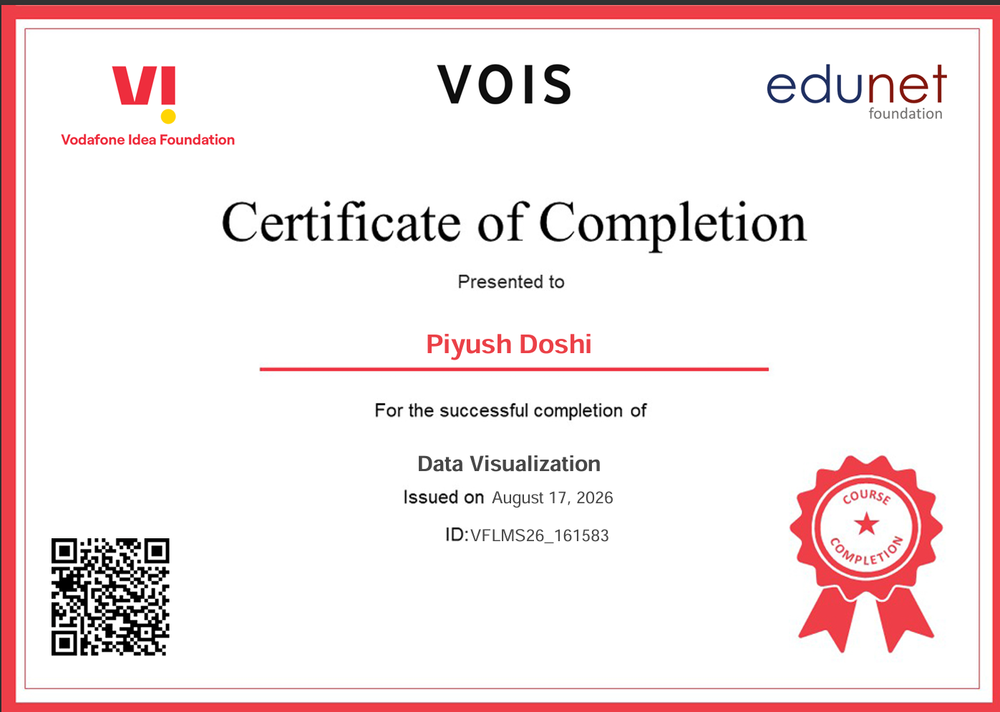 VI
Vodafone Idea Foundation
VOIS
edunet
foundation
Certificate of Completion
Presented to
Piyush Doshi
For the successful completion of
Data Visualization
Issued on August 17, 2026
ID:VFLMS26_161583
COURSE
COMPLETION